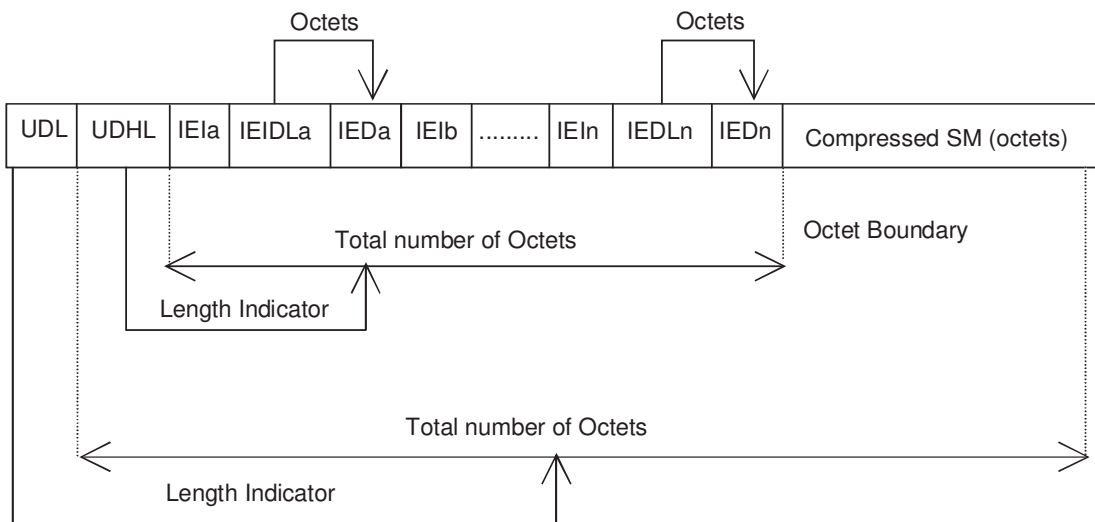 Octets Octets
UDL UDHL IEIa IEIDLa IEDa IEIb ......... IEIn IEDLn IEDn Compressed SM (octets)
Octet Boundary
Total number of Octets
Length Indicator
Total number of Octets
Length Indicator